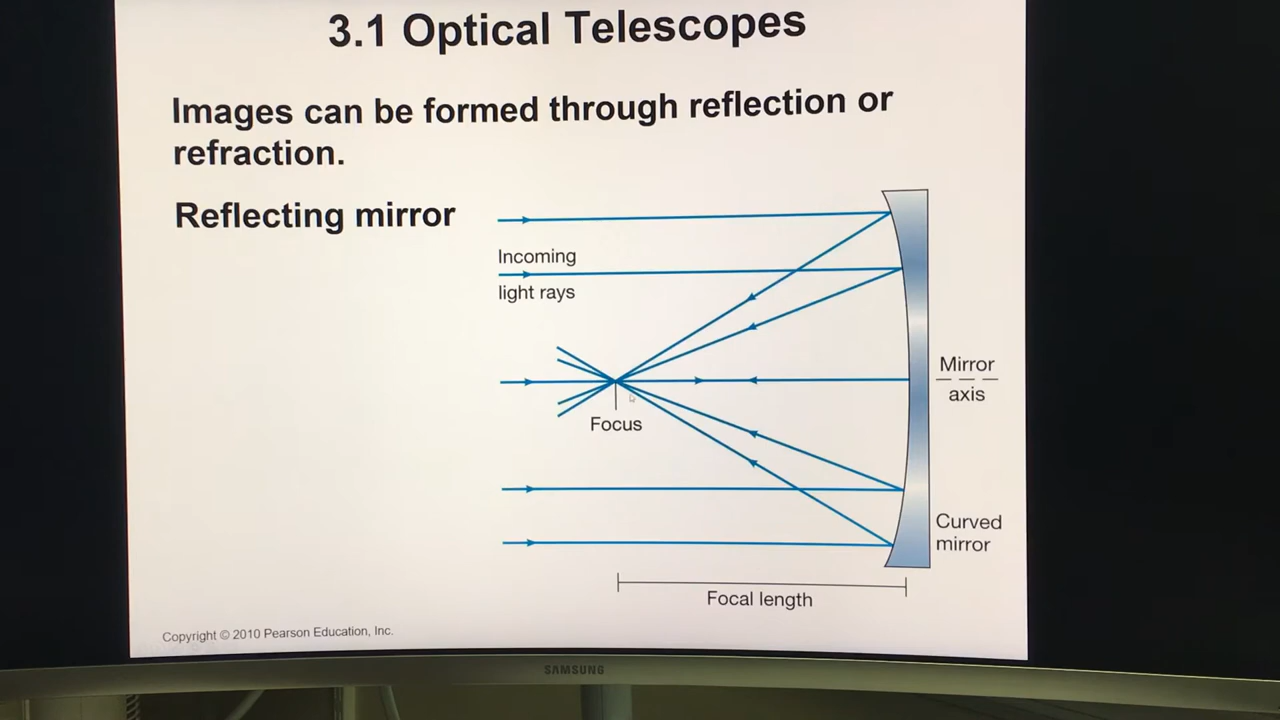 3.1 Optical Telescopes
Images can be formed through reflection or
refraction.
Reflecting mirror
Incoming
light rays
Focus
Mirror
axis
Curved
mirror
Focal length
Copyright © 2010 Pearson Education, Inc.
SAMSUNG